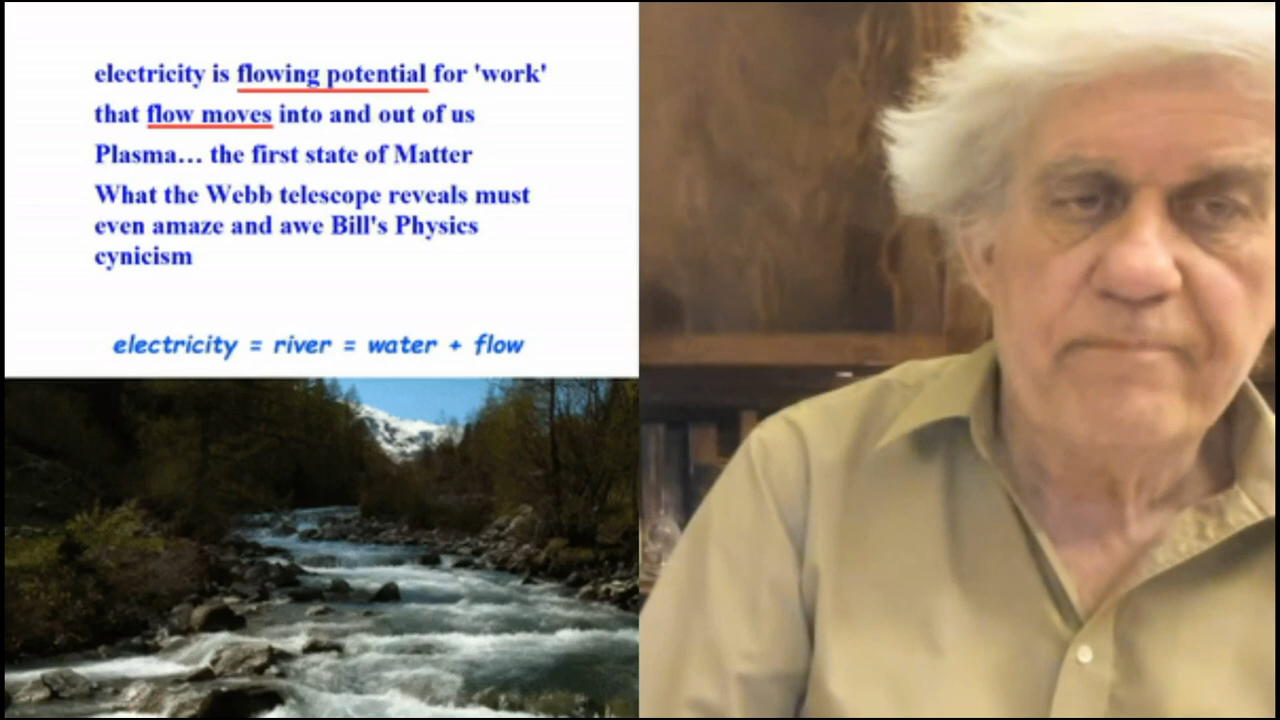 electricity is flowing potential for 'work'
that flow moves into and out of us
Plasma… the first state of Matter
What the Webb telescope reveals must
even amaze and awe Bill's Physics
cynicism
electricity = river = water + flow